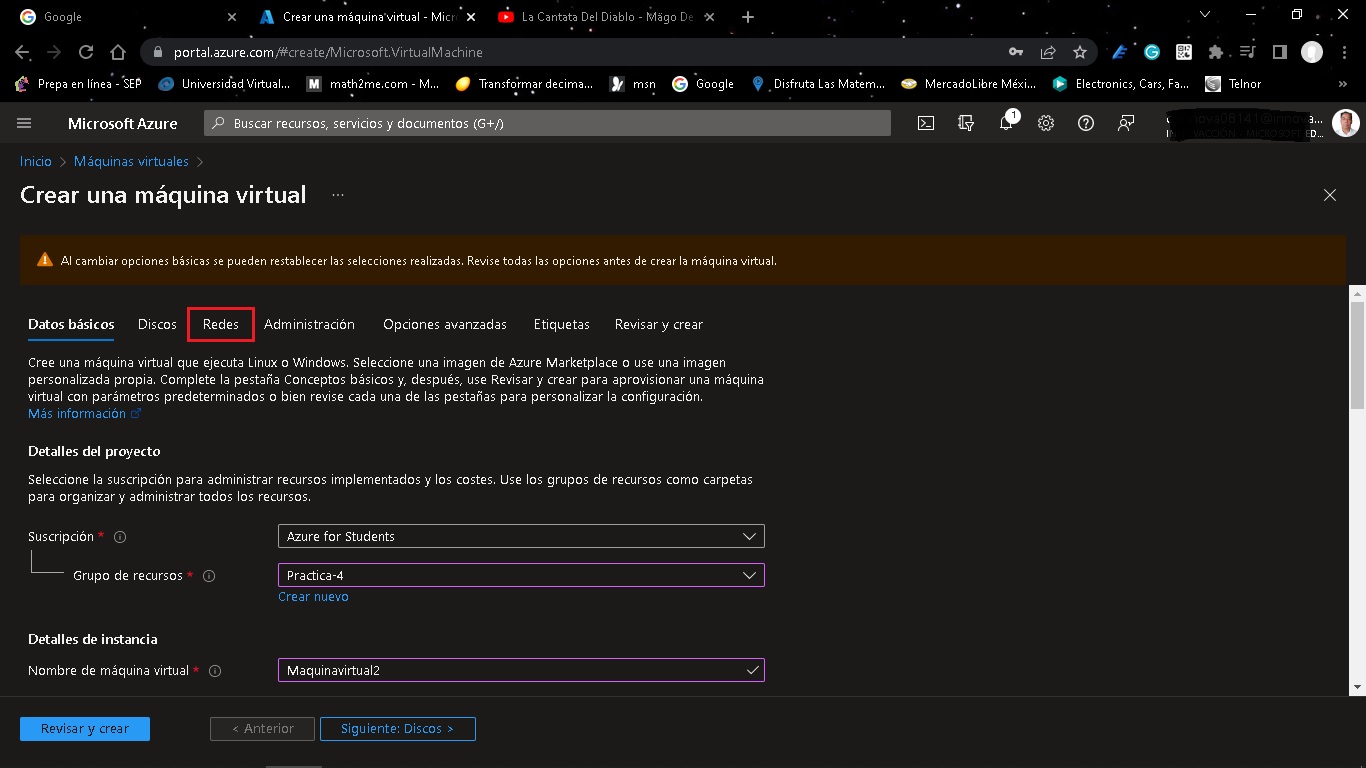 Google
Crear una máquina virtual - Micro
La Cantata Del Diablo - Mägo De
portal.azure.com/#create/Microsoft.VirtualMachine
Prepa en línea - SEP
Universidad Virtual...
math2me.com - M...
Transformar decima...
msn
Google
Disfruta Las Matem...
MercadoLibre Méxi...
Electronics, Cars, Fa...
Telnor
»
Microsoft Azure
Buscar recursos, servicios y documentos (G+/)
1
Inicio > Máquinas virtuales >
Crear una máquina virtual ...
Al cambiar opciones básicas se pueden restablecer las selecciones realizadas. Revise todas las opciones antes de crear la máquina virtual.
Datos básicos Discos Redes Administración Opciones avanzadas Etiquetas Revisar y crear
Cree una máquina virtual que ejecuta Linux o Windows. Seleccione una imagen de Azure Marketplace o use una imagen
personalizada propia. Complete la pestaña Conceptos básicos y, después, use Revisar y crear para aprovisionar una máquina
virtual con parámetros predeterminados o bien revise cada una de las pestañas para personalizar la configuración.
Más información
Detalles del proyecto
Seleccione la suscripción para administrar recursos implementados y los costes. Use los grupos de recursos como carpetas
para organizar y administrar todos los recursos.
Suscripción * Azure for Students
Grupo de recursos * Practica-4
Crear nuevo
Detalles de instancia
Nombre de máquina virtual * Maquinavirtual2
Revisar y crear < Anterior Siguiente: Discos >